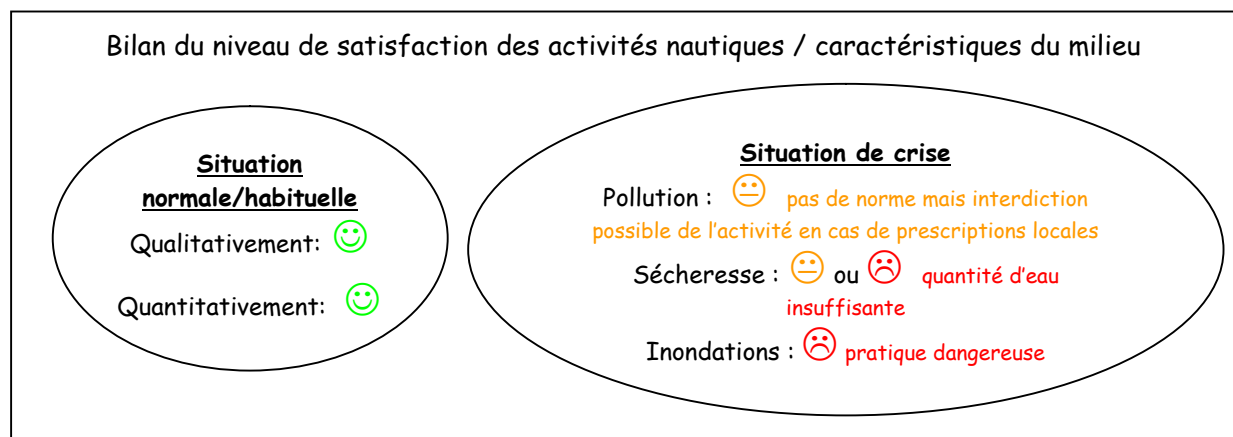 Bilan du niveau de satisfaction des activités nautiques / caractéristiques du milieu
Situation
normale/habituelle
Qualitativement:
Quantitativement:
Situation de crise
Pollution : pas de norme mais interdiction
possible de l'activité en cas de prescriptions locales
Sécheresse : ou quantité d'eau
insuffisante
Inondations : pratique dangereuse